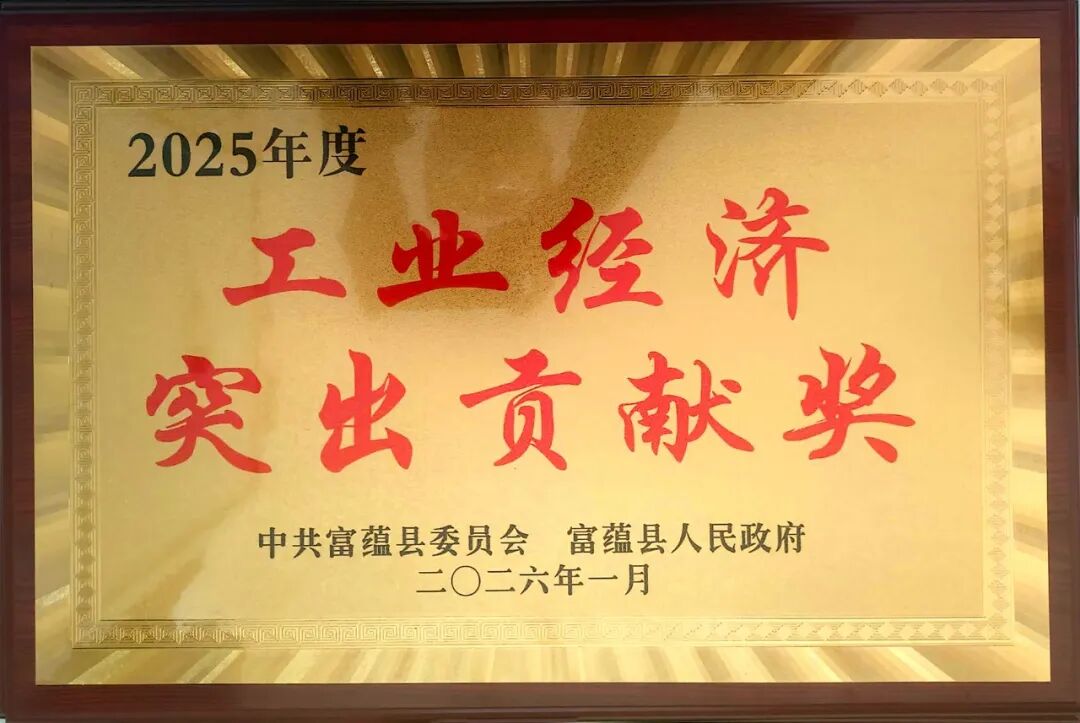 2025年度
工业经济
突出贡献奖
中共富蕴县委员会 富蕴县人民政府
二〇二六年一月